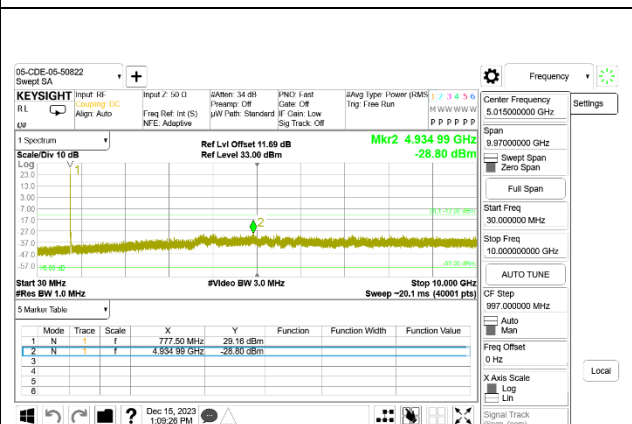 05-CDE-05-50822
Swept SA
Frequency
KEYSIGHT
RL
Input: RF
Coupling: DC
Align: Auto
Input Z: 50 Ω
Freq Ref: Int (S)
NFE: Adaptive
#Atten: 34 dB
Preamp: Off
µW Path: Standard
PNO: Fast
Gate: Off
IF Gain: Low
Sig Track: Off
#Avg Type: Power (RMS
Trig: Free Run
1 2 3 4 5 6
M W W W W W
P P P P P P
Center Frequency
5.015000000 GHz
Settings
1 Spectrum
Scale/Div 10 dB
Log
Ref Lvl Offset 11.69 dB
Ref Level 33.00 dBm
Mkr2 4.934 99 GHz
-28.80 dBm
Span
9.97000000 GHz
Swept Span
Zero Span
Full Span
Start Freq
30.000000 MHz
Stop Freq
10.000000000 GHz
AUTO TUNE
CF Step
997.000000 MHz
Auto
Man
Freq Offset
0 Hz
X Axis Scale
Log
Lin
Signal Track
Local
23.0
13.0
3.00
-7.00
-17.0
-27.0
-37.0
-47.0
-57.0
1
2
Start 30 MHz
#Res BW 1.0 MHz
#Video BW 3.0 MHz
Stop 10.000 GHz
Sweep ~20.1 ms (40001 pts)
5 Marker Table
Mode Trace Scale X Y Function Function Width Function Value
1 N 1 f 777.50 MHz 29.16 dBm
2 N 1 f 4.934 99 GHz -28.80 dBm
3
4
5
6
?
Dec 15, 2023
1:09:26 PM